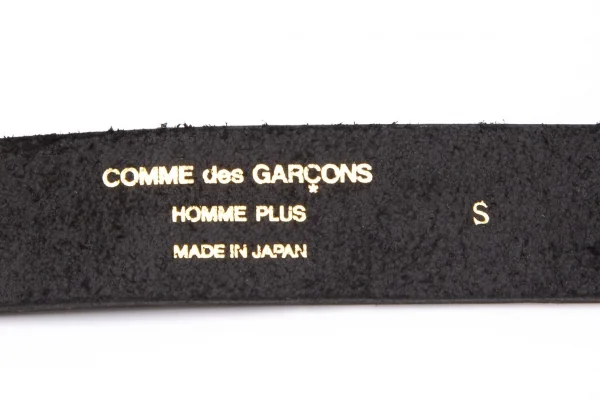 COMME des GARÇONS
HOMME PLUS
MADE IN JAPAN
S